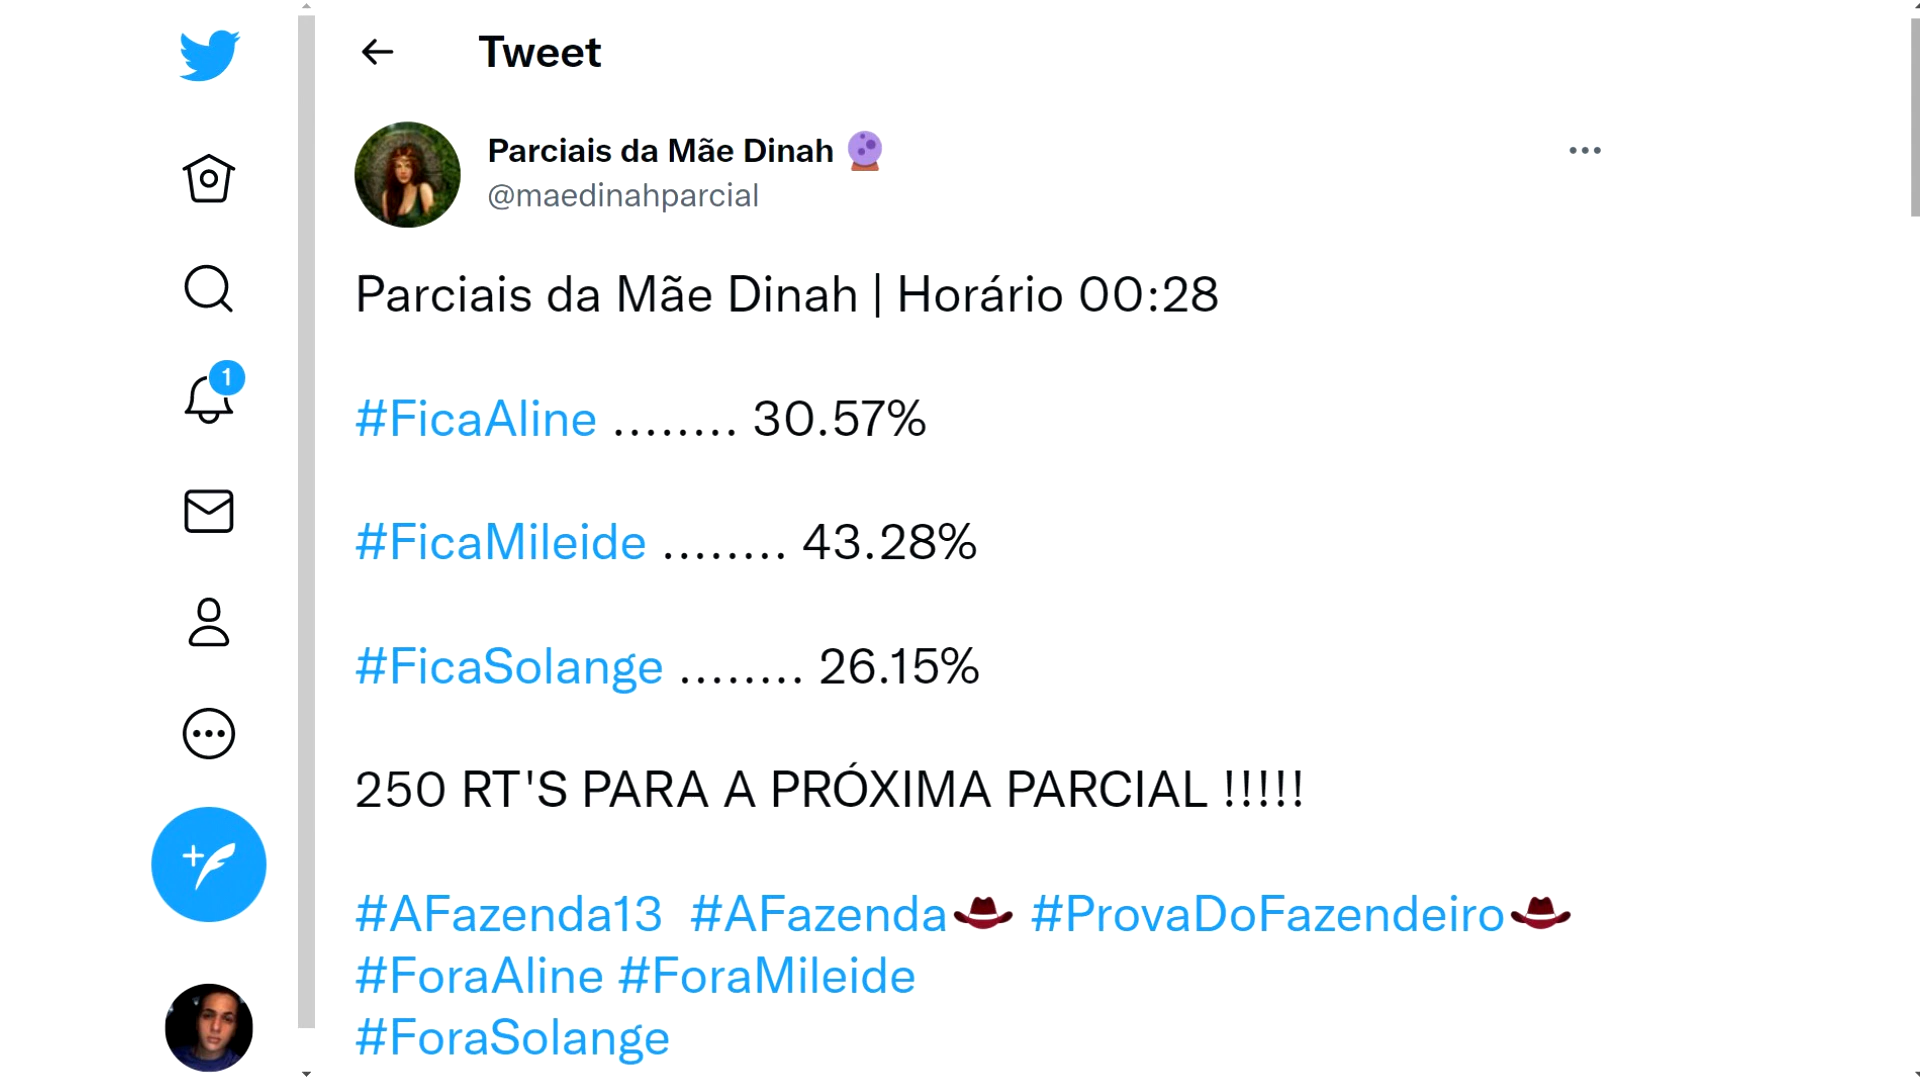 Tweet
Parciais da Mãe Dinah 🔮
@maedinahparcial
Parciais da Mãe Dinah | Horário 00:28
#FicaAline ........ 30.57%
#FicaMileide ........ 43.28%
#FicaSolange ........ 26.15%
250 RT'S PARA A PRÓXIMA PARCIAL !!!!!
#AFazenda13 #AFazenda #ProvaDoFazendeiro
#ForaAline #ForaMileide
#ForaSolange
1